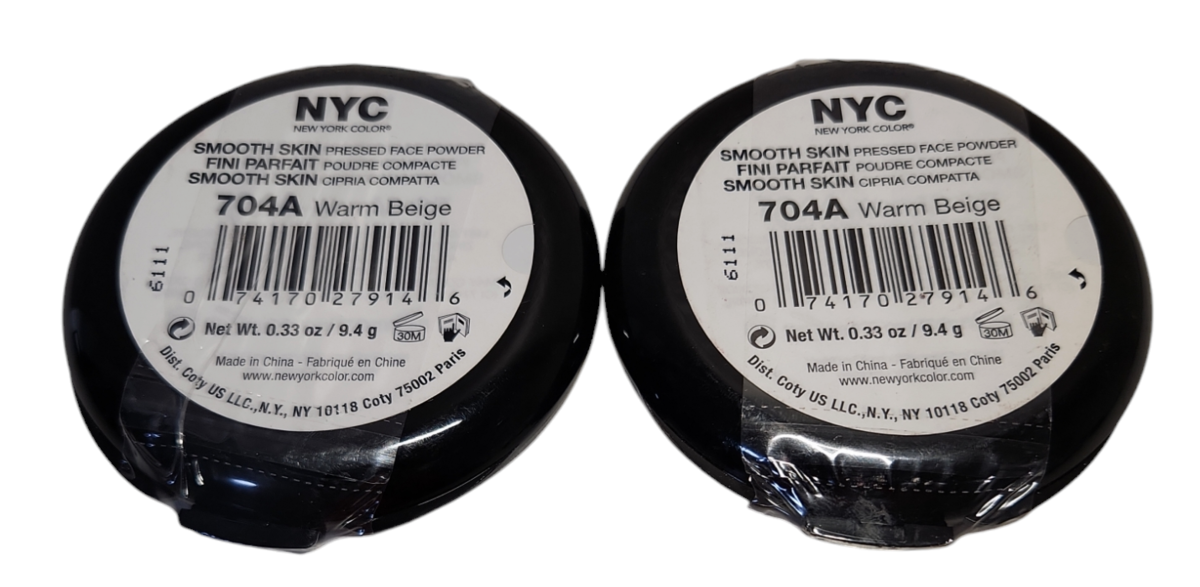 NYC
NEW YORK COLOR®
SMOOTH SKIN PRESSED FACE POWDER
FINI PARFAIT POUDRE COMPACTE
SMOOTH SKIN CIPRIA COMPATTA
704A Warm Beige
6111
0 74170 27914 6
Net Wt. 0.33 oz / 9.4 g 30M
Made in China - Fabriqué en Chine
www.newyorkcolor.com
Dist. Coty US LLC.,N.Y., NY 10118 Coty 75002 Paris
NYC
NEW YORK COLOR®
SMOOTH SKIN PRESSED FACE POWDER
FINI PARFAIT POUDRE COMPACTE
SMOOTH SKIN CIPRIA COMPATTA
704A Warm Beige
6111
0 74170 27914 6
Net Wt. 0.33 oz / 9.4 g 30M
Made in China - Fabriqué en Chine
www.newyorkcolor.com
Dist. Coty US LLC.,N.Y., NY 10118 Coty 75002 Paris